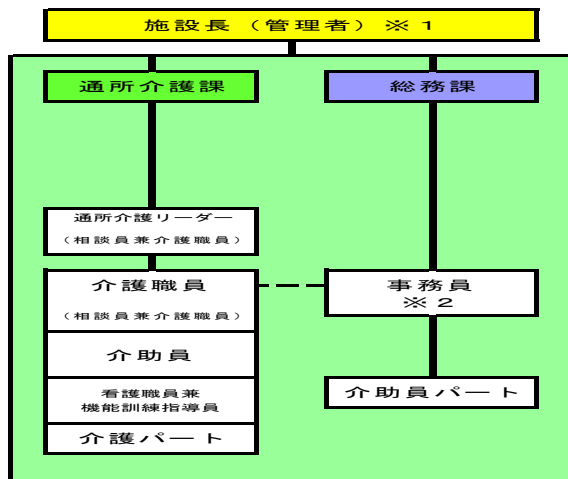 施設長（管理者）※１
通所介護課
総務課
通所介護リーダー
（相談員兼介護職員）
介護職員
（相談員兼介護職員）
事務員
※２
介助員
看護職員兼
機能訓練指導員
介助員パート
介護パート